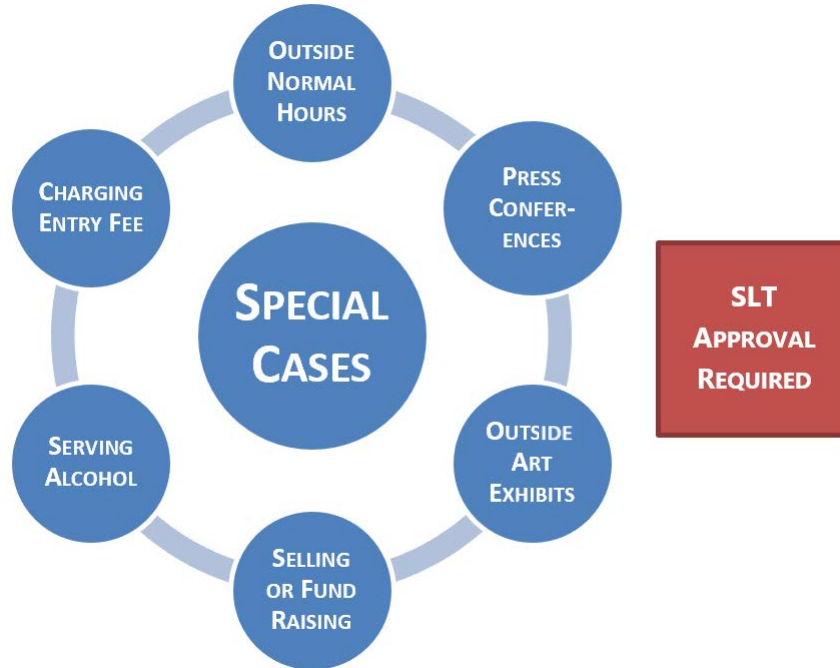 OUTSIDE
NORMAL
HOURS
PRESS
CONFER-
ENCES
OUTSIDE
ART
EXHIBITS
SELLING
OR FUND
RAISING
SERVING
ALCOHOL
CHARGING
ENTRY FEE
SPECIAL
CASES
SLT
APPROVAL
REQUIRED